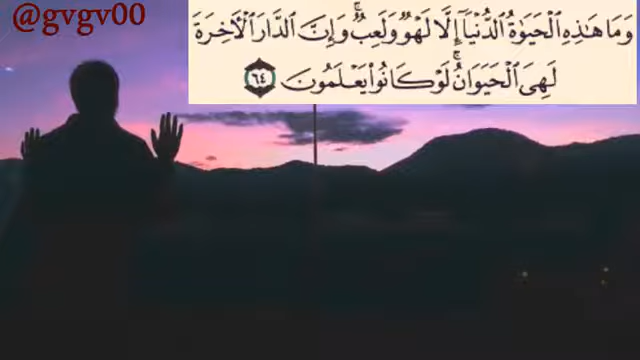 @gvgv00
وَمَا هَٰذِهِ ٱلْحَيَوٰةُ ٱلدُّنْيَآ إِلَّا لَهْوٌ وَلَعِبٌ ۚ وَإِنَّ ٱلدَّارَ ٱلْءَاخِرَةَ
لَهِىَ ٱلْحَيَوَانُ ۚ لَوْ كَانُوا۟ يَعْلَمُونَ ٦٤